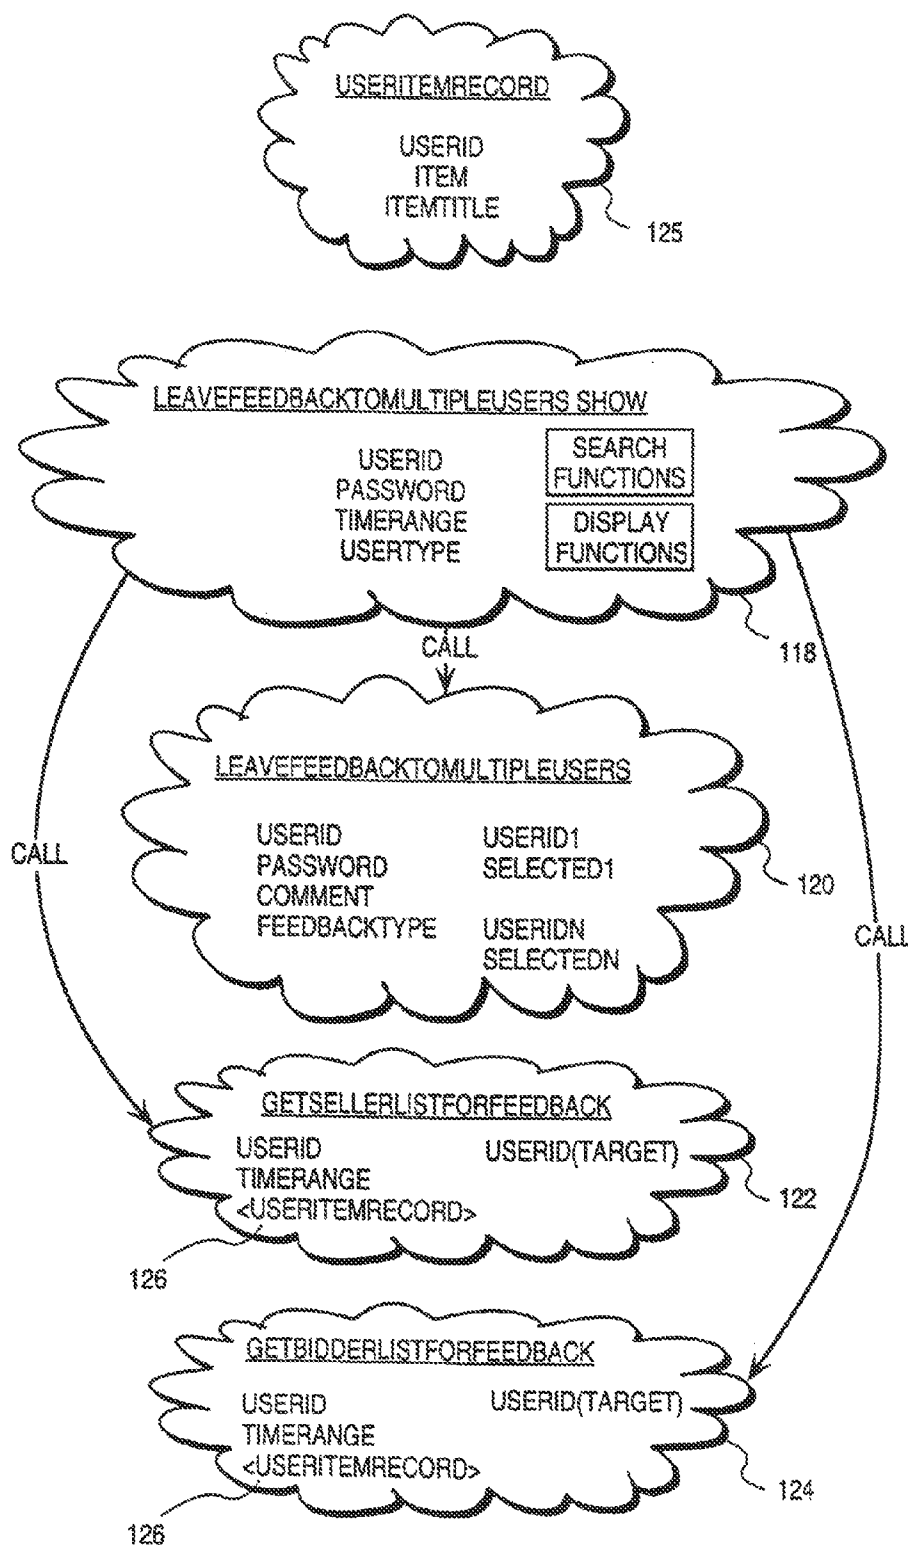 USERITEMRECORD
USERID
ITEM
ITEMTITLE
125
LEAVEFEEDBACKTOMULTIPLEUSERS SHOW
USERID
PASSWORD
TIMERANGE
USERTYPE
SEARCH
FUNCTIONS
DISPLAY
FUNCTIONS
118
CALL
LEAVEFEEDBACKTOMULTIPLEUSERS
USERID
PASSWORD
COMMENT
FEEDBACKTYPE
USERID1
SELECTED1
USERIDN
SELECTEDN
120
CALL
CALL
GETSELLERLISTFORFEEDBACK
USERID
TIMERANGE
<USERITEMRECORD>
USERID(TARGET)
122
126
GETBIDDERLISTFORFEEDBACK
USERID
TIMERANGE
<USERITEMRECORD>
USERID(TARGET)
124
126